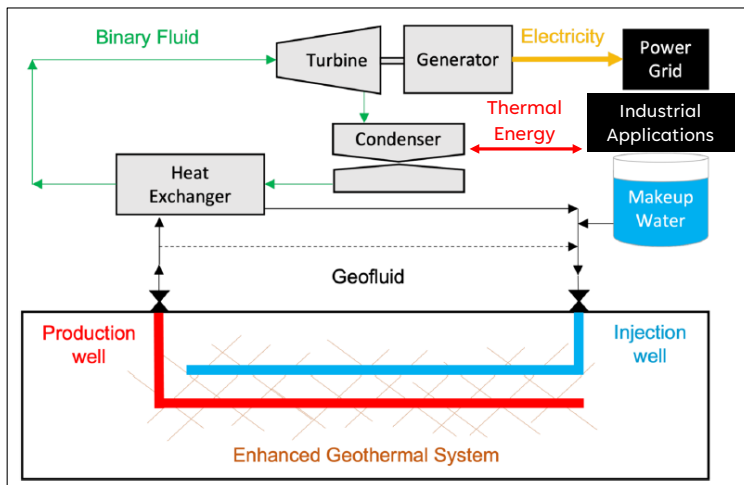 Binary Fluid
Turbine
Generator
Electricity
Power
Grid
Thermal
Energy
Industrial
Applications
Condenser
Heat
Exchanger
Makeup
Water
Geofluid
Production
well
Injection
well
Enhanced Geothermal System